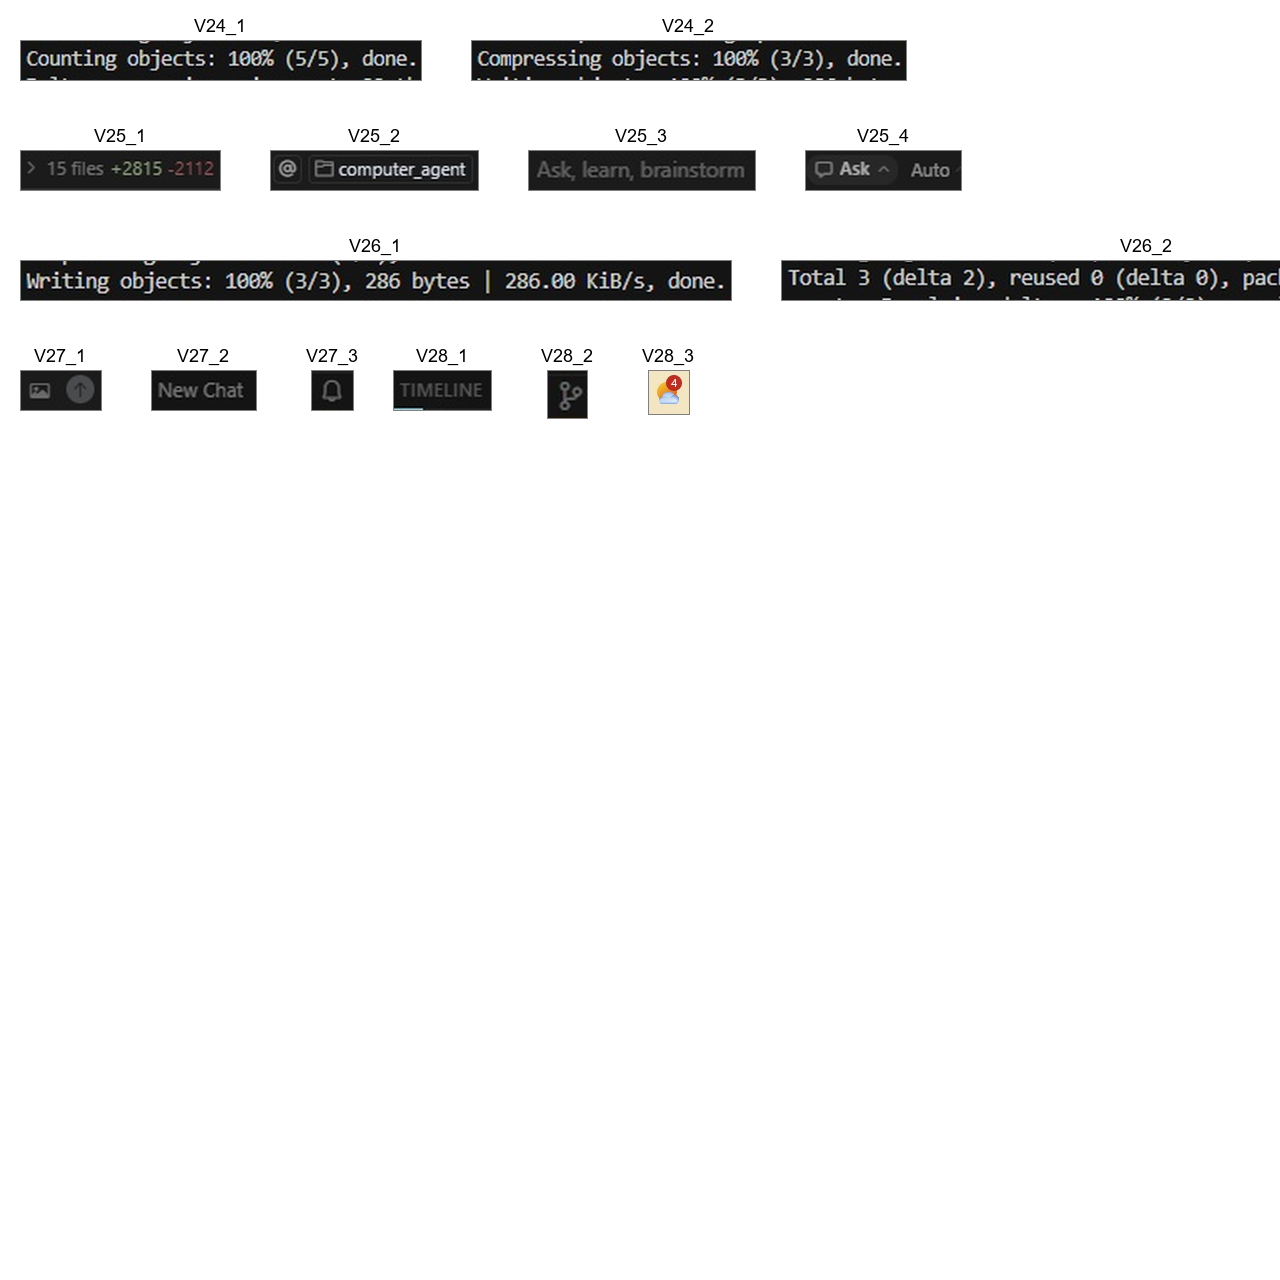 V24_1 V24_2
Counting objects: 100% (5/5), done. Compressing objects: 100% (3/3), done.
V25_1 V25_2 V25_3 V25_4
15 files +2815 -2112 @ computer_agent Ask, learn, brainstorm Ask Auto
V26_1 V26_2
Writing objects: 100% (3/3), 286 bytes | 286.00 KiB/s, done. Total 3 (delta 2), reused 0 (delta 0),
V27_1 V27_2 V27_3 V28_1 V28_2 V28_3
New Chat TIMELINE 4